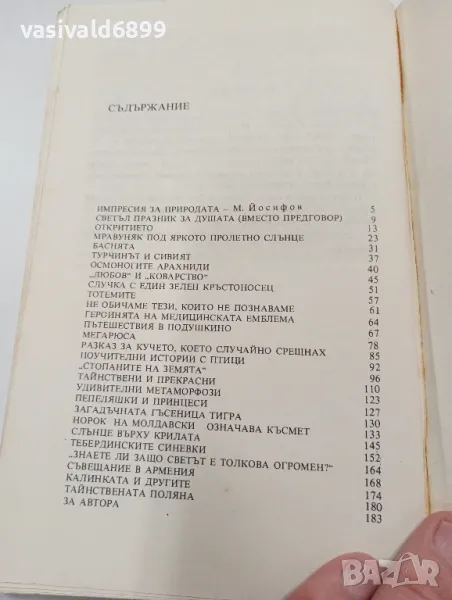 vasivald6899
СЪДЪРЖАНИЕ
ИМПРЕСИЯ ЗА ПРИРОДАТА – М. Йосифов 5
СВЕТЪЛ ПРАЗНИК ЗА ДУШАТА (ВМЕСТО ПРЕДГОВОР) 9
ОТКРИТИЕТО 13
МРАВУНЯК ПОД ЯРКОТО ПРОЛЕТНО СЛЪНЦЕ 23
БАСНЯТА 31
ТУРЧИНЪТ И СИВИЯТ 37
ОСМОНОГИТЕ АРАХНИДИ 40
„ЛЮБОВ“ И „КОВАРСТВО“ 45
СЛУЧКА С ЕДИН ЗЕЛЕН КРЪСТОНОСЕЦ 51
ТОТЕМИТЕ 57
НЕ ОБИЧАМЕ ТЕЗИ, КОИТО НЕ ПОЗНАВАМЕ 61
ГЕРОИНЯТА НА МЕДИЦИНСКАТА ЕМБЛЕМА 64
ПЪТЕШЕСТВИЯ В ПОДУШКИНО 67
МЕГАРЮСА 78
РАЗКАЗ ЗА КУЧЕТО, КОЕТО СЛУЧАЙНО СРЕЩНАХ 85
ПОУЧИТЕЛНИ ИСТОРИИ С ПТИЦИ 92
„СТОПАНИТЕ НА ЗЕМЯТА“ 96
ТАЙНСТВЕНИ И ПРЕКРАСНИ 110
УДИВИТЕЛНИ МЕТАМОРФОЗИ 123
ПЕПЕЛЯШКИ И ПРИНЦЕСИ 127
ЗАГАДЪЧНАТА ГЪСЕНИЦА ТИГРА 130
НОРОК НА МОЛДАВСКИ ОЗНАЧАВА КЪСМЕТ 133
СЛЪНЦЕ ВЪРХУ КРИЛАТА 145
ТЕБЕРДИНСКИТЕ СИНЕВКИ 152
„ЗНАЕТЕ ЛИ ЗАЩО СВЕТЪТ Е ТОЛКОВА ОГРОМЕН?“ 164
СЪВЕЩАНИЕ В АРМЕНИЯ 168
КАЛИНКАТА И ДРУГИТЕ 174
ТАЙНСТВЕНАТА ПОЛЯНА 180
ЗА АВТОРА 183
BAZAR
bg